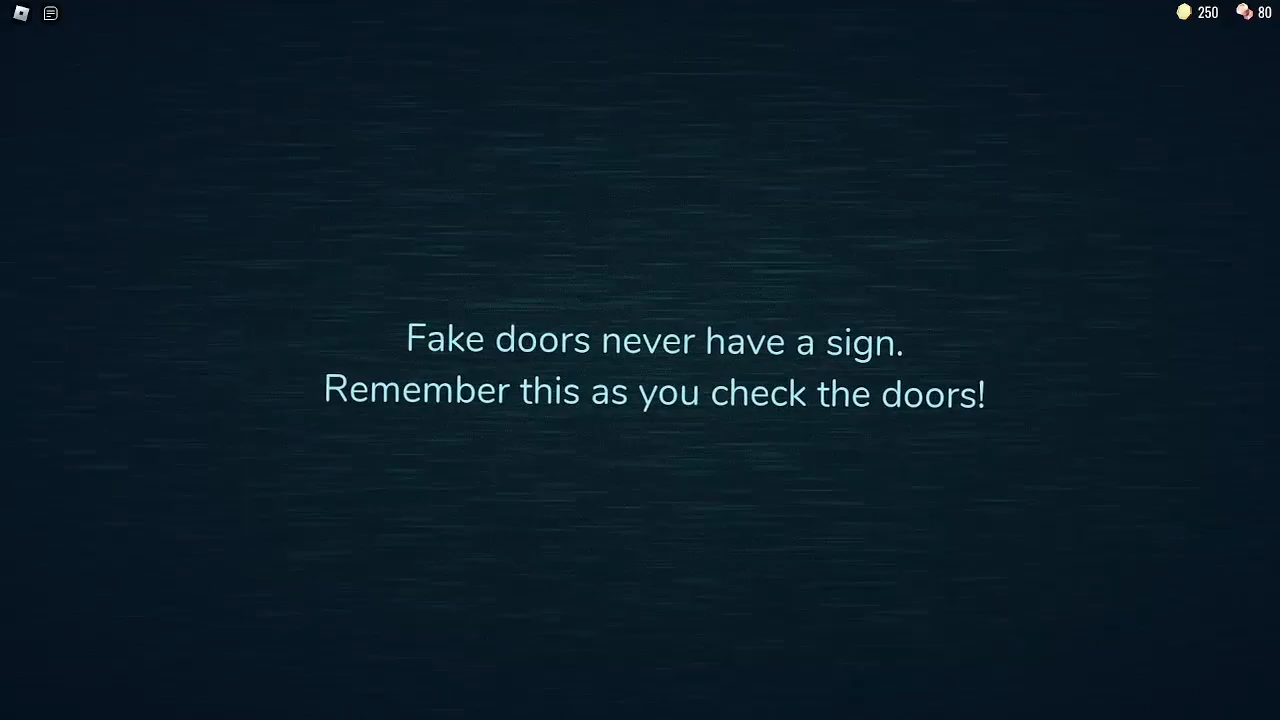 250
80
Fake doors never have a sign.
Remember this as you check the doors!